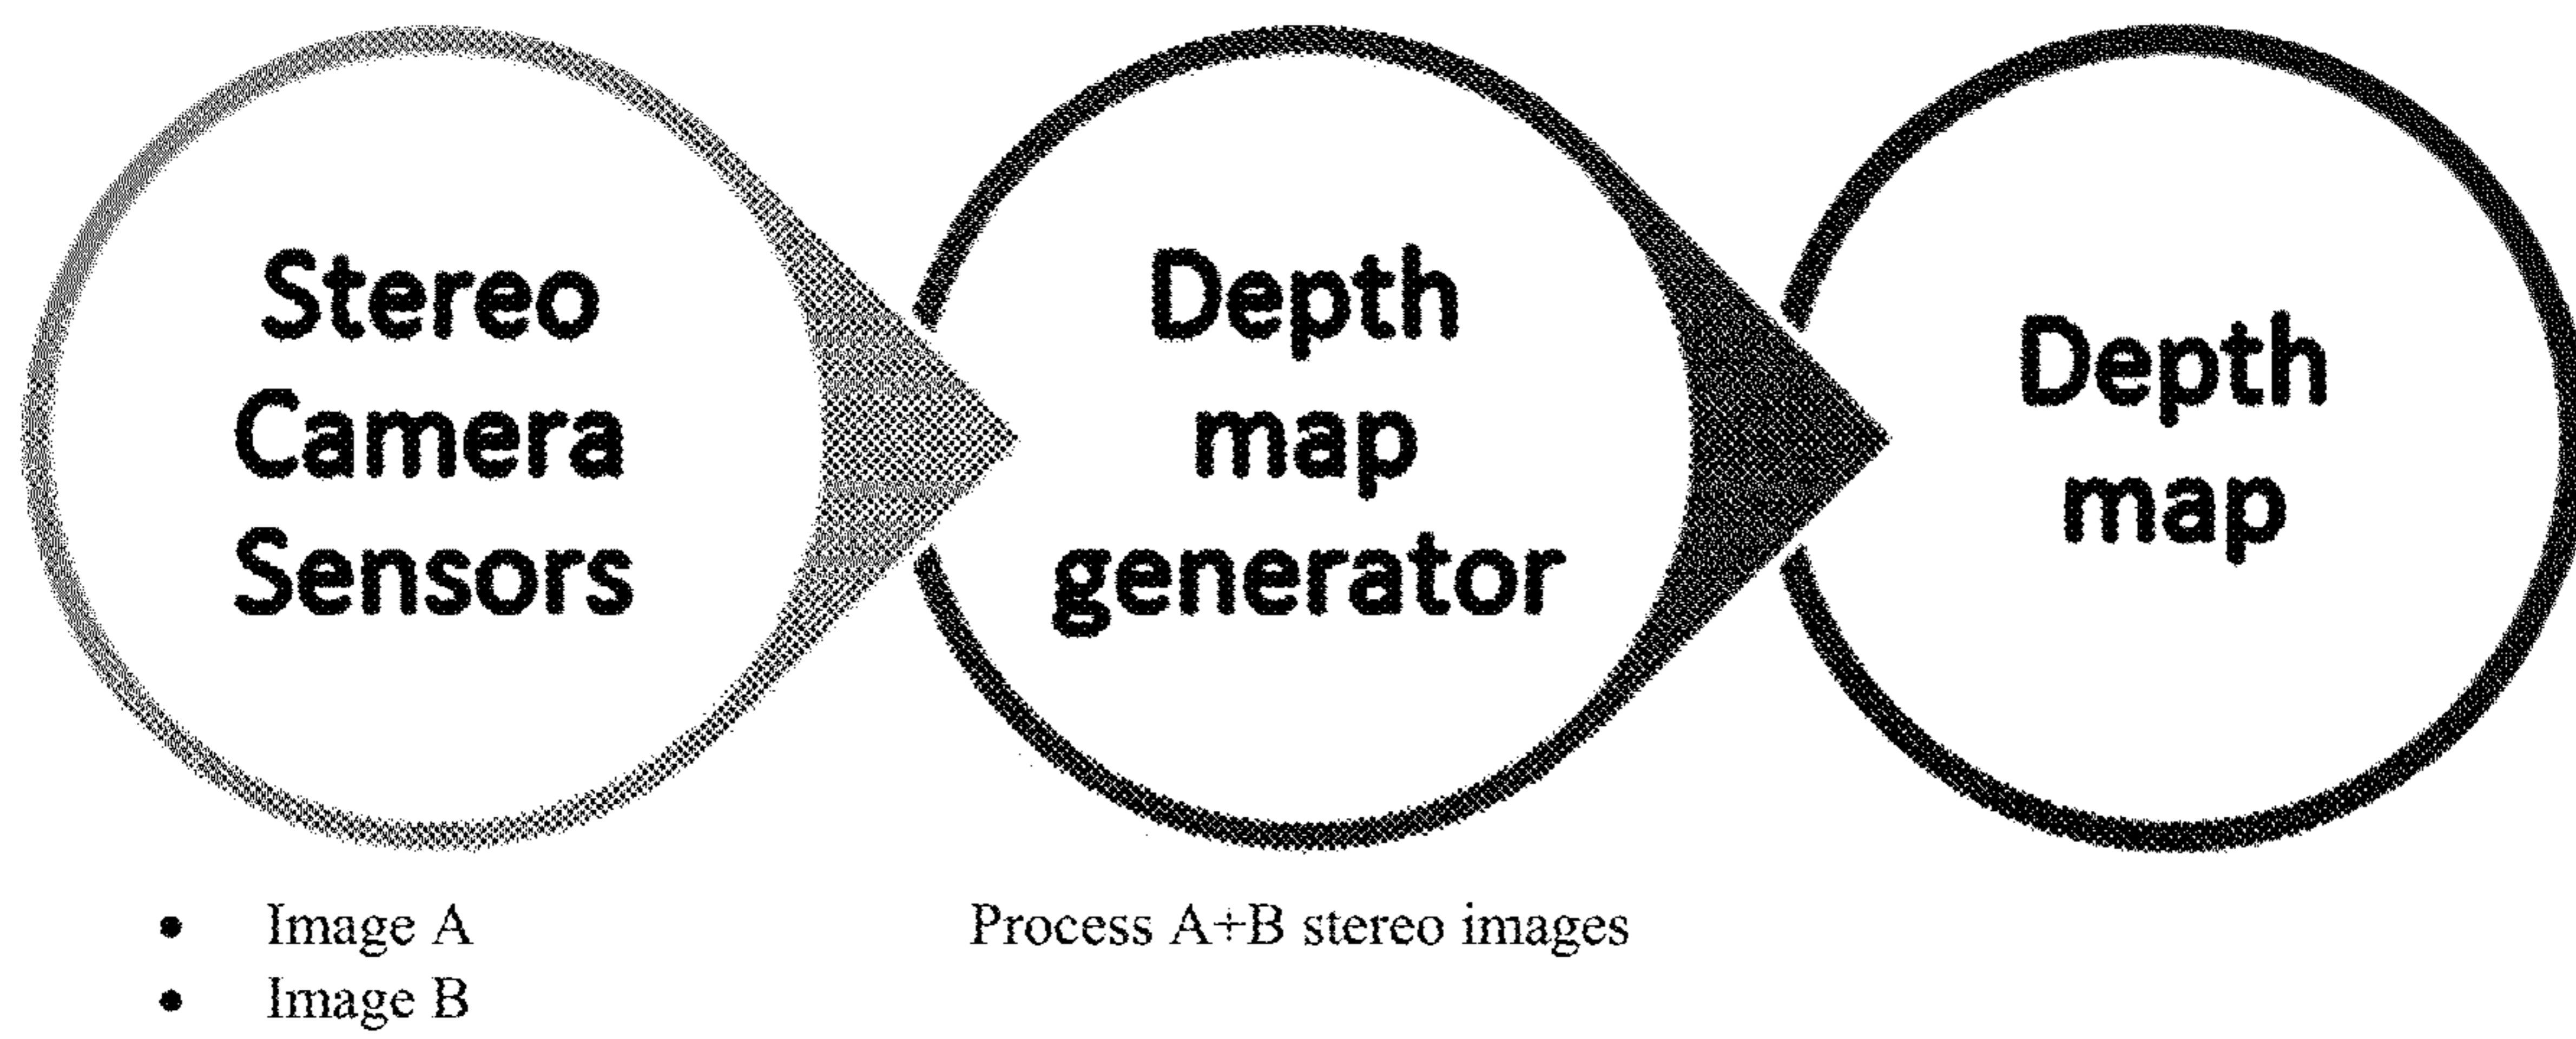 Stereo
Camera
Sensors
Depth
map
generator
Depth
map
• Image A
• Image B
Process A+B stereo images